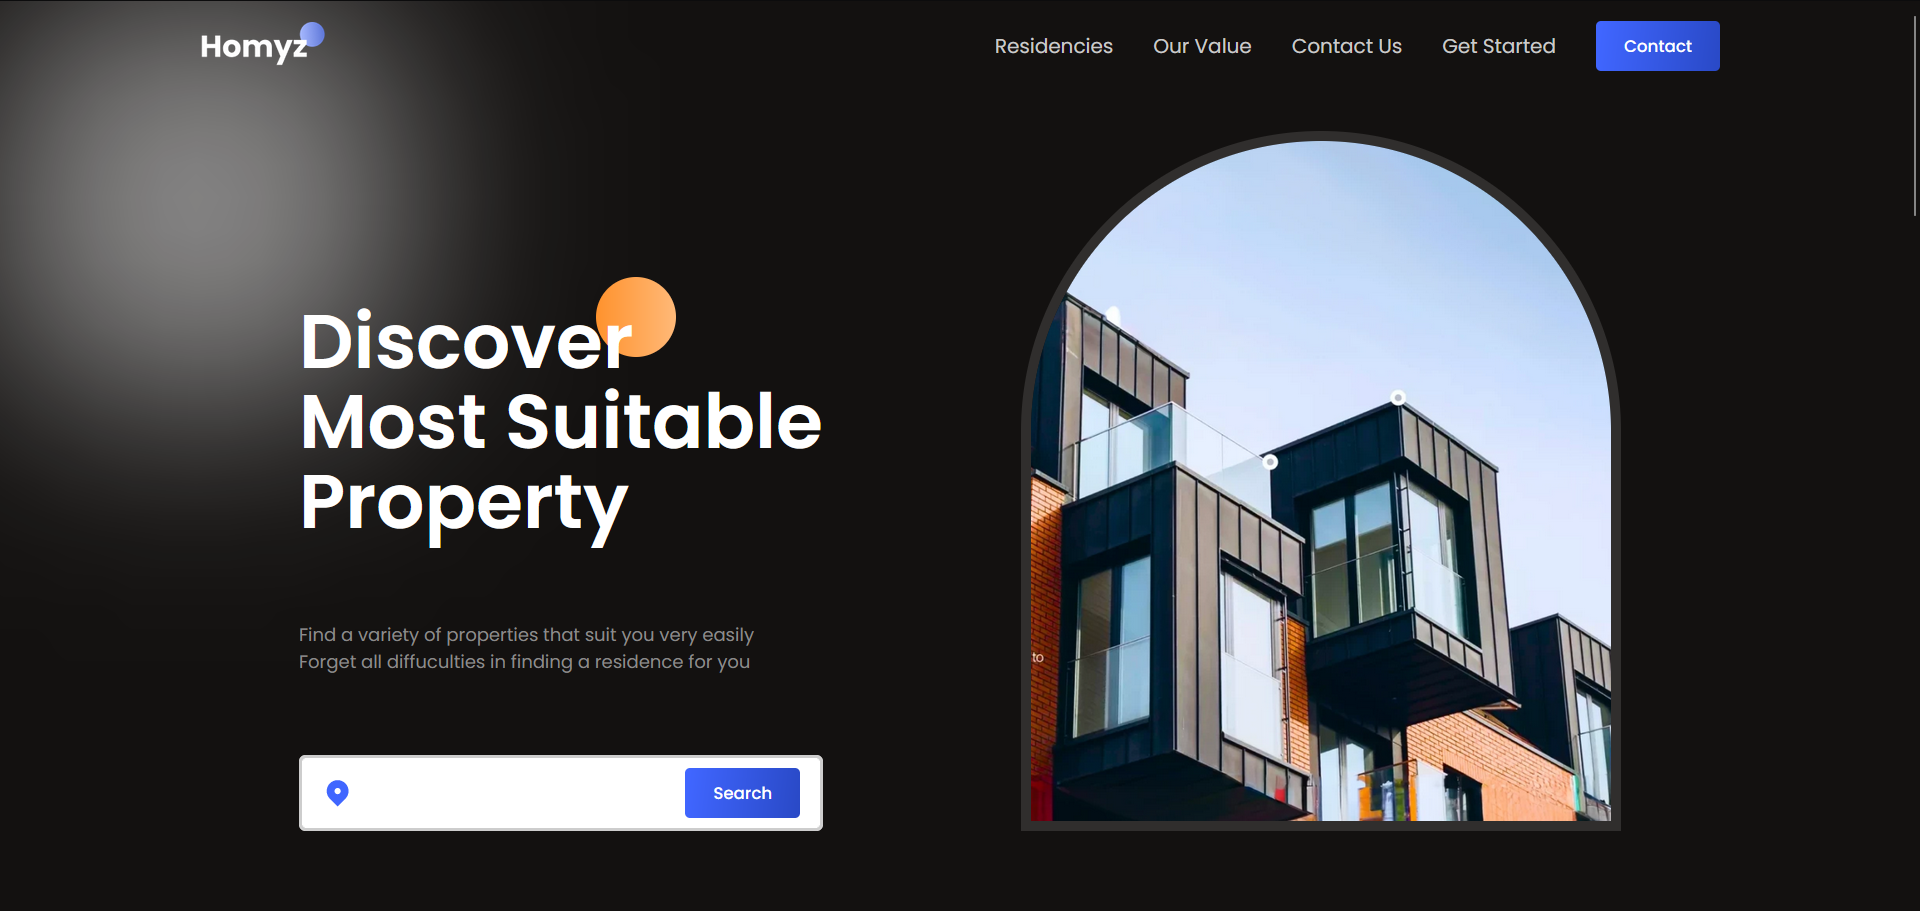 Homyz
Residencies
Our Value
Contact Us
Get Started
Contact
Discover
Most Suitable
Property
Find a variety of properties that suit you very easily
Forget all diffuculties in finding a residence for you
Search
to